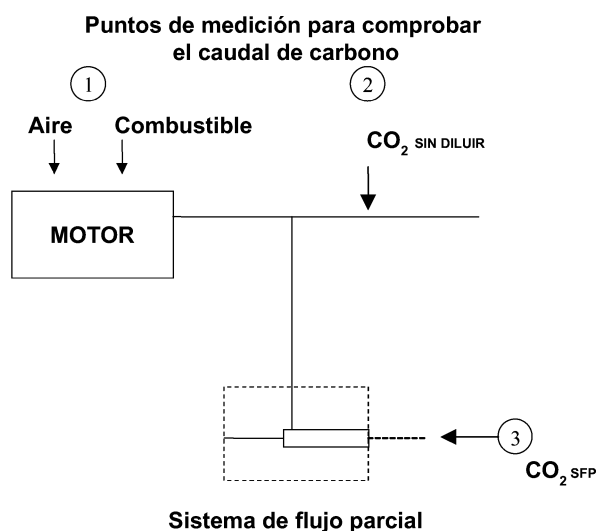 Puntos de medición para comprobar
el caudal de carbono
1
2
Aire
Combustible
CO2 SIN DILUIR
MOTOR
3
CO2 SFP
Sistema de flujo parcial